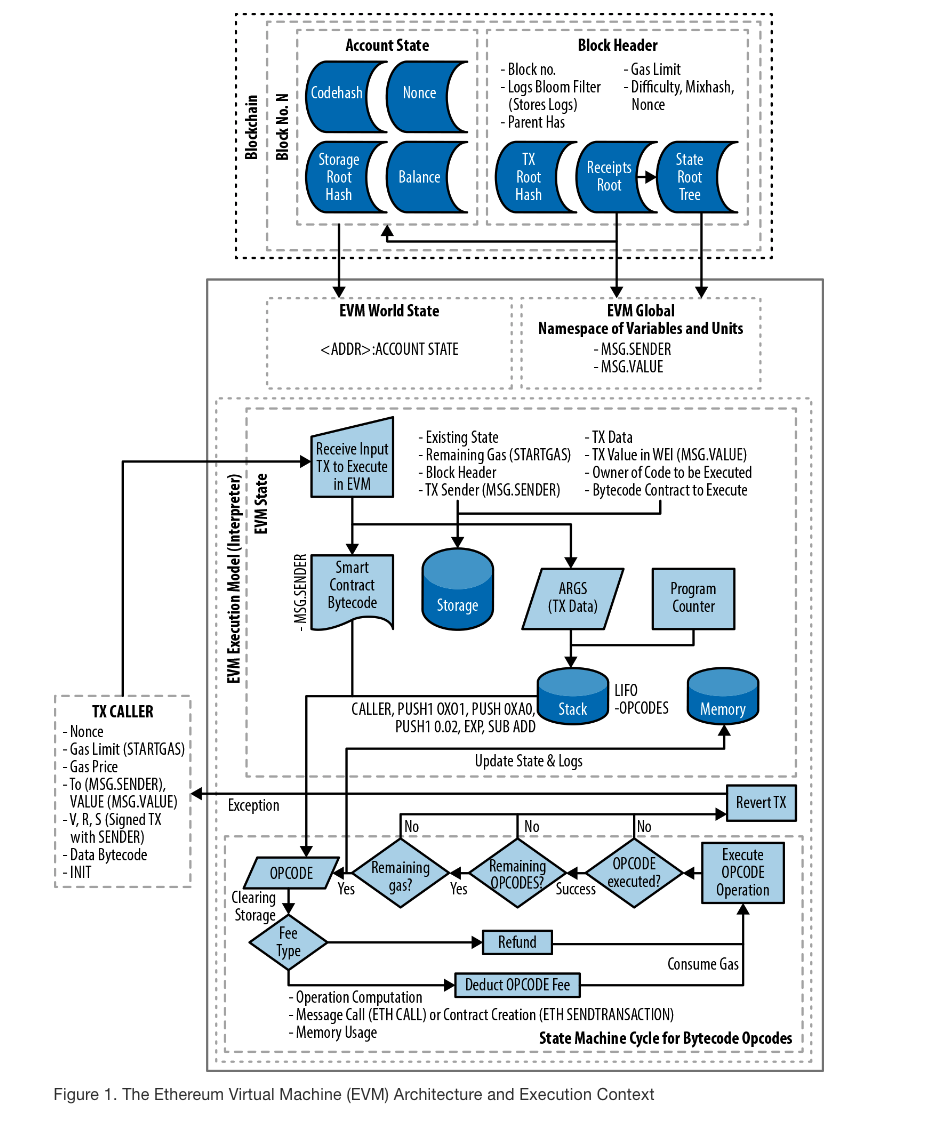 Blockchain
Block No. N
Account State
Codehash
Nonce
Storage
Root
Hash
Balance
Block Header
- Block no.
- Logs Bloom Filter
(Stores Logs)
- Parent Has
- Gas Limit
- Difficulty, Mixhash,
Nonce
TX
Root
Hash
Receipts
Root
State
Root
Tree
EVM World State
<ADDR>:ACCOUNT STATE
EVM Global
Namespace of Variables and Units
- MSG.SENDER
- MSG.VALUE
EVM Execution Model (Interpreter)
EVM State
Receive Input
TX to Execute
in EVM
- Existing State
- Remaining Gas (STARTGAS)
- Block Header
- TX Sender (MSG.SENDER)
- TX Data
- TX Value in WEI (MSG.VALUE)
- Owner of Code to be Executed
- Bytecode Contract to Execute
- MSG.SENDER
Smart
Contract
Bytecode
Storage
ARGS
(TX Data)
Program
Counter
Stack
LIFO
-OPCODES
Memory
CALLER, PUSH1 0X01, PUSH 0XA0,
PUSH1 0.02, EXP, SUB ADD
Update State & Logs
TX CALLER
- Nonce
- Gas Limit (STARTGAS)
- Gas Price
- To (MSG.SENDER),
VALUE (MSG.VALUE)
- V, R, S (Signed TX
with SENDER)
- Data Bytecode
- INIT
Exception
Revert TX
No
No
No
OPCODE
Yes
Remaining
gas?
Yes
Remaining
OPCODES?
Success
OPCODE
executed?
Execute
OPCODE
Operation
Clearing
Storage
Fee
Type
Refund
Consume Gas
Deduct OPCODE Fee
- Operation Computation
- Message Call (ETH CALL) or Contract Creation (ETH SENDTRANSACTION)
- Memory Usage
State Machine Cycle for Bytecode Opcodes
Figure 1. The Ethereum Virtual Machine (EVM) Architecture and Execution Context